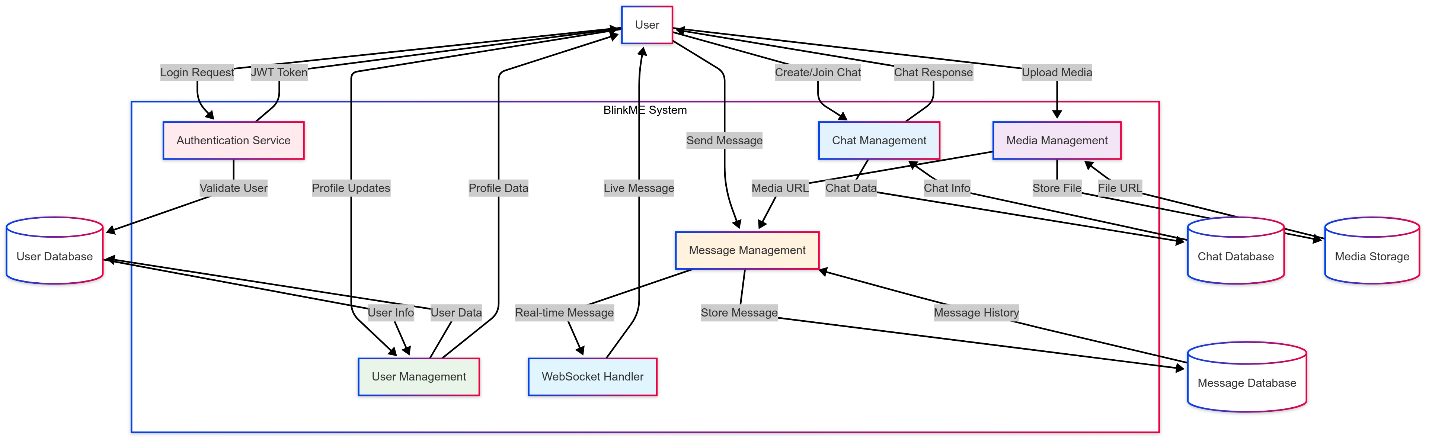 User
Login Request
JWT Token
Create/Join Chat
Chat Response
Upload Media
BlinkME System
Authentication Service
Send Message
Chat Management
Media Management
Validate User
Profile Updates
Profile Data
Live Message
Media URL
Chat Data
Chat Info
Store File
File URL
User Database
Message Management
Chat Database
Media Storage
User Info
User Data
Real-time Message
Store Message
Message History
User Management
WebSocket Handler
Message Database